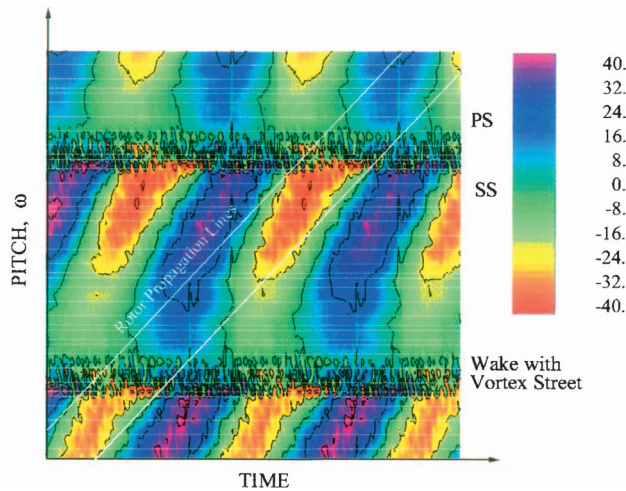 40.
32.
24.
16.
8.
0.
-8.
-16.
-24.
-32.
-40.
PS
SS
Wake with
Vortex Street
PITCH, ω
Rotor Propagation Lines
TIME